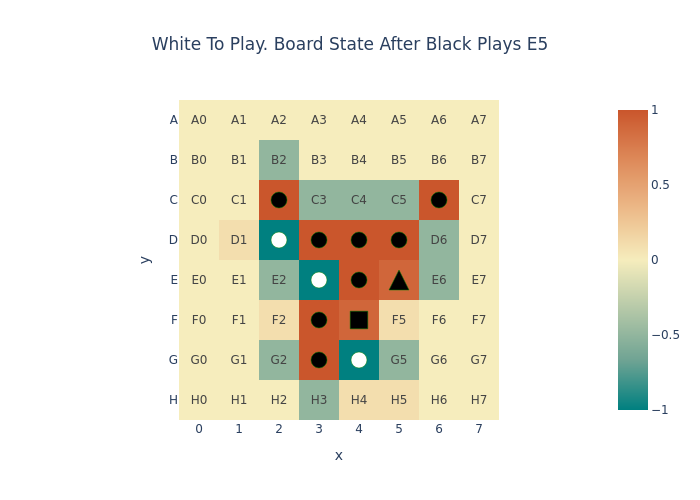 White To Play. Board State After Black Plays E5
A A0 A1 A2 A3 A4 A5 A6 A7
B B0 B1 B2 B3 B4 B5 B6 B7
C C0 C1 C3 C4 C5 C7
D D0 D1 D6 D7
E E0 E1 E2 E6 E7
F F0 F1 F2 F5 F6 F7
G G0 G1 G2 G5 G6 G7
H H0 H1 H2 H3 H4 H5 H6 H7
0 1 2 3 4 5 6 7
x
y
1
0.5
0
−0.5
−1